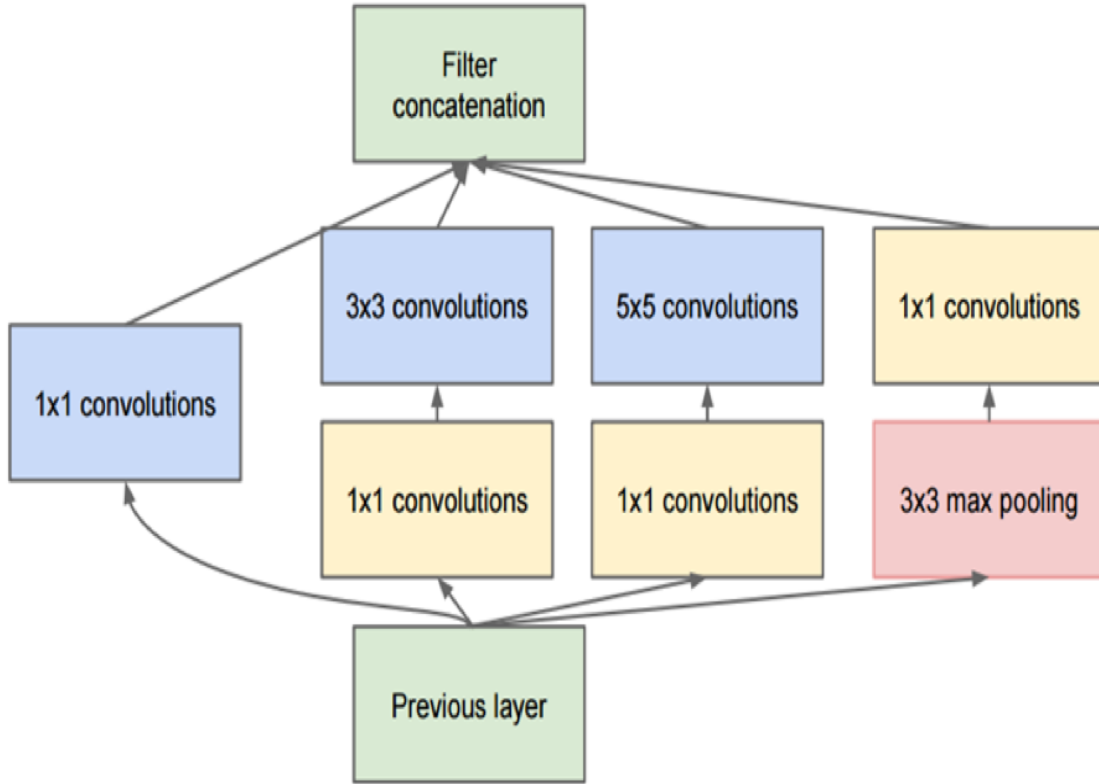 Filter
concatenation
3x3 convolutions
5x5 convolutions
1x1 convolutions
1x1 convolutions
1x1 convolutions
1x1 convolutions
3x3 max pooling
Previous layer